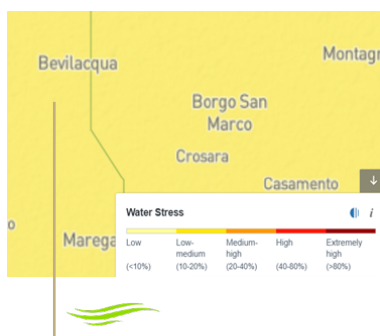 Montagn
Bevilacqua
Borgo San
Marco
Crosara
Casamento
o
Marega
Water Stress
i
Low
(<10%)
Low-
medium
(10-20%)
Medium-
high
(20-40%)
High
(40-80%)
Extremely
high
(>80%)